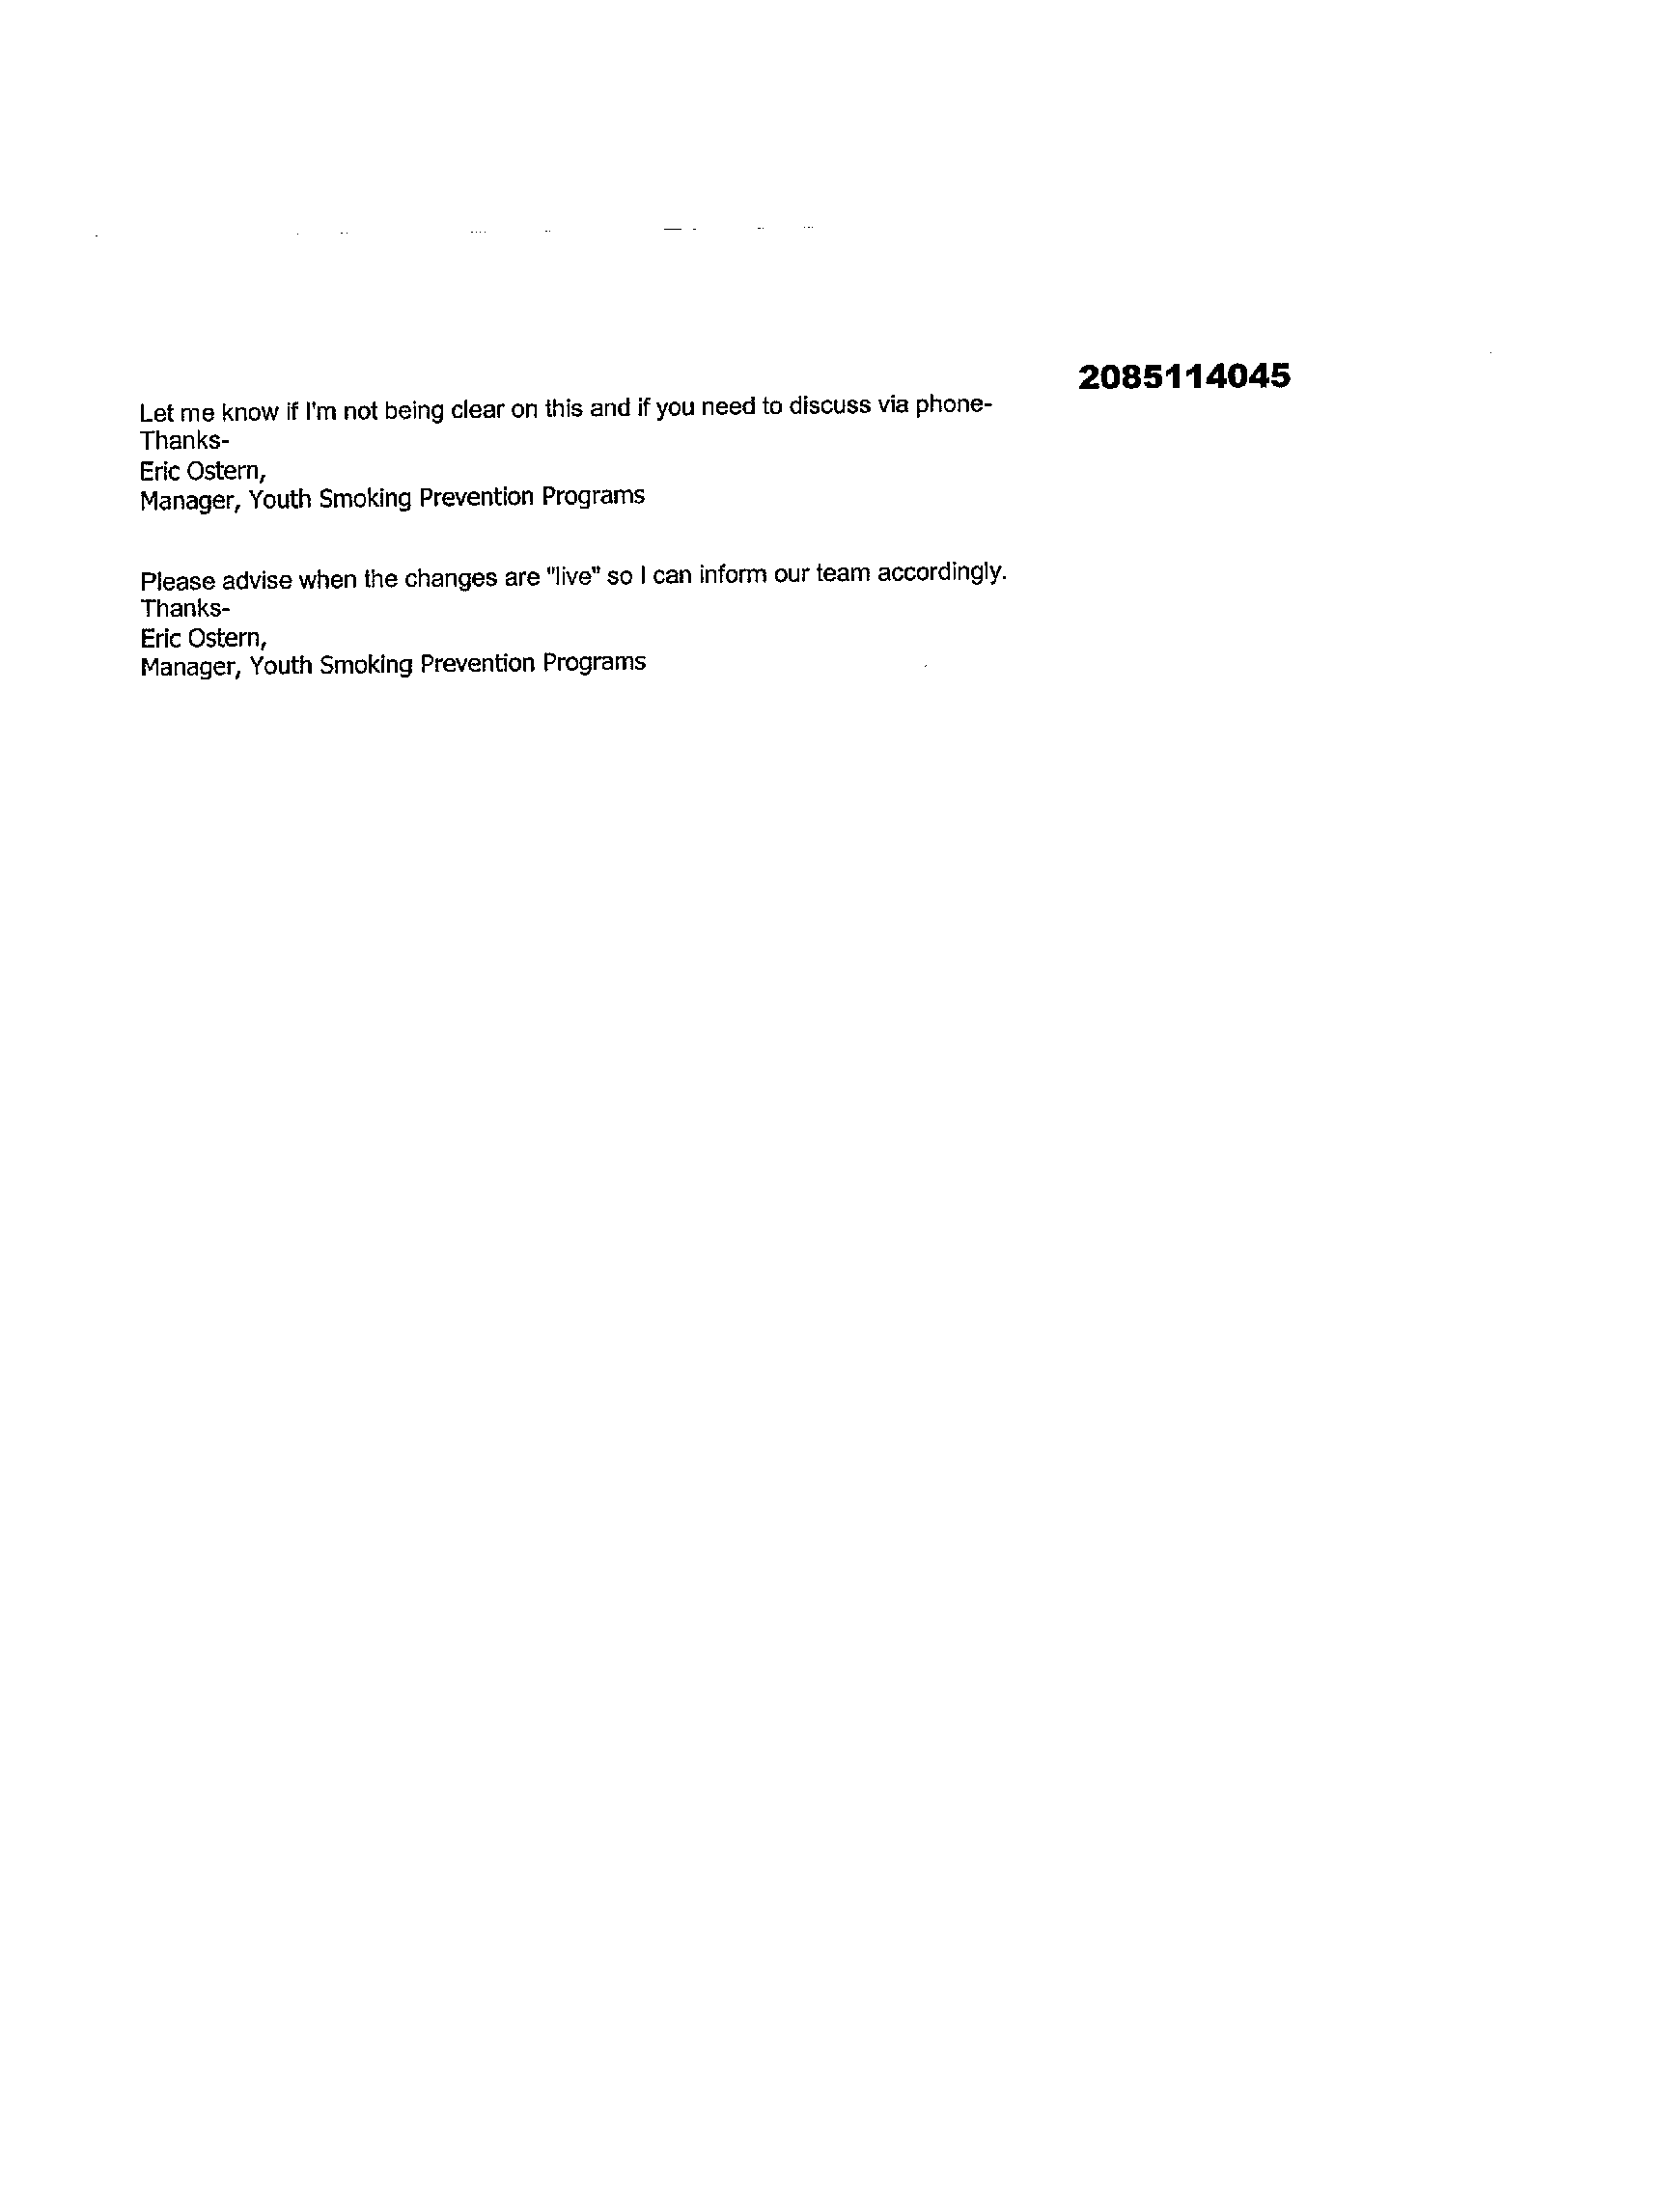 2085114045
Let me know if I'm not being clear on this and if you need to discuss via phone-
Thanks-
Eric Ostern,
Manager, Youth Smoking Prevention Programs
Please advise when the changes are "live" so I can inform our team accordingly.
Thanks-
Eric Ostern,
Manager, Youth Smoking Prevention Programs